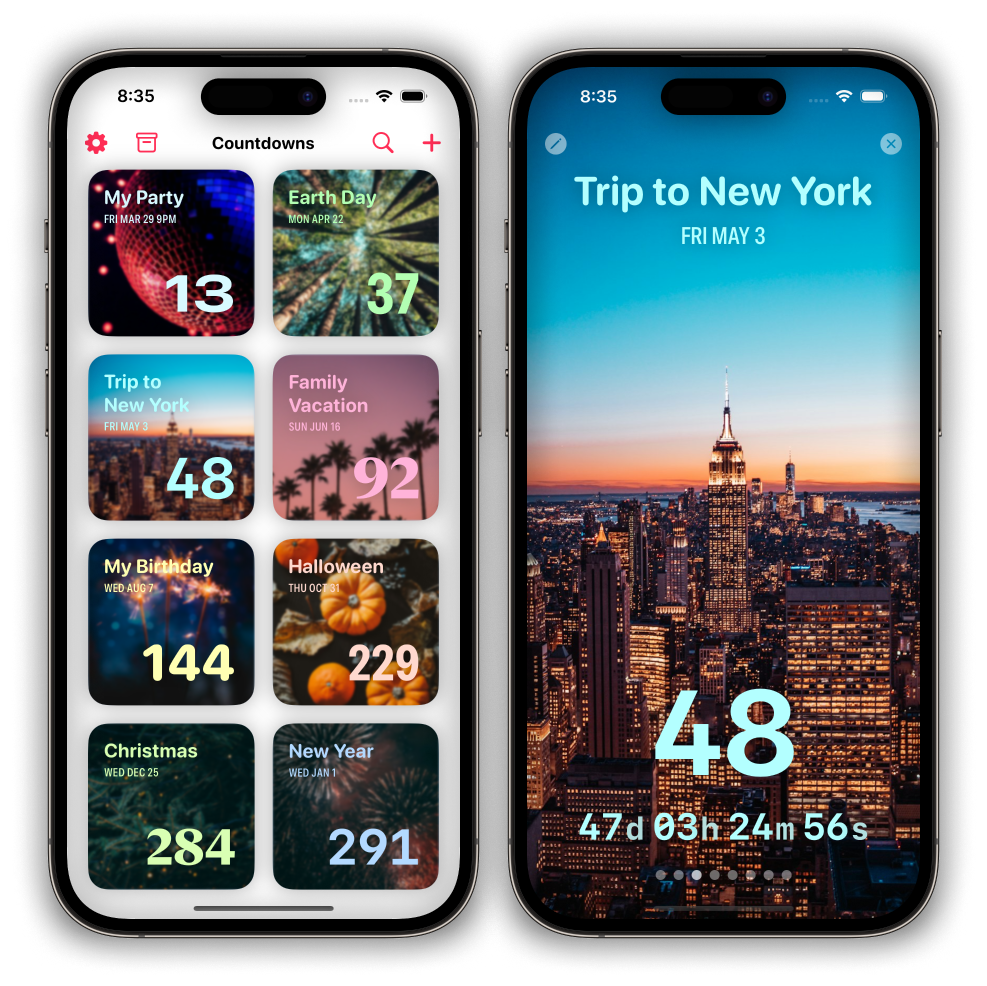 8:35
Countdowns
My Party
FRI MAR 29 9PM
13
Earth Day
MON APR 22
37
Trip to
New York
FRI MAY 3
48
Family
Vacation
SUN JUN 16
92
My Birthday
WED AUG 7
144
Halloween
THU OCT 31
229
Christmas
WED DEC 25
284
New Year
WED JAN 1
291
8:35
Trip to New York
FRI MAY 3
48
47d 03h 24m 56s